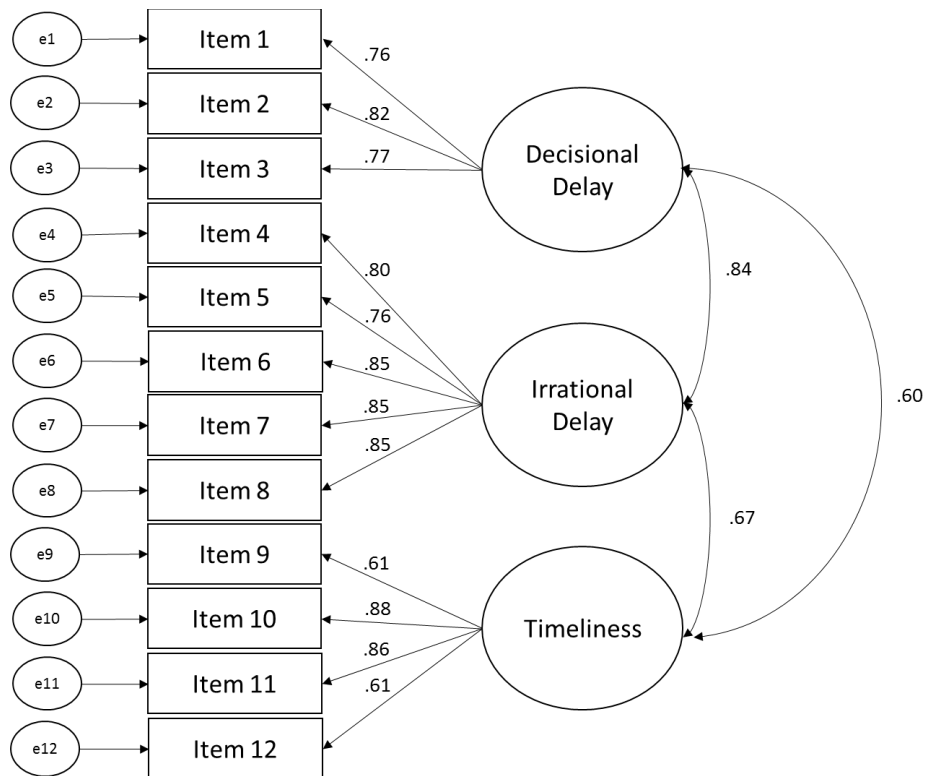 e1
Item 1
.76
e2
Item 2
.82
Decisional
Delay
e3
Item 3
.77
e4
Item 4
.80
.84
e5
Item 5
.76
e6
Item 6
.85
Irrational
Delay
.60
e7
Item 7
.85
e8
Item 8
.85
.67
e9
Item 9
.61
e10
Item 10
.88
Timeliness
e11
Item 11
.86
e12
Item 12
.61